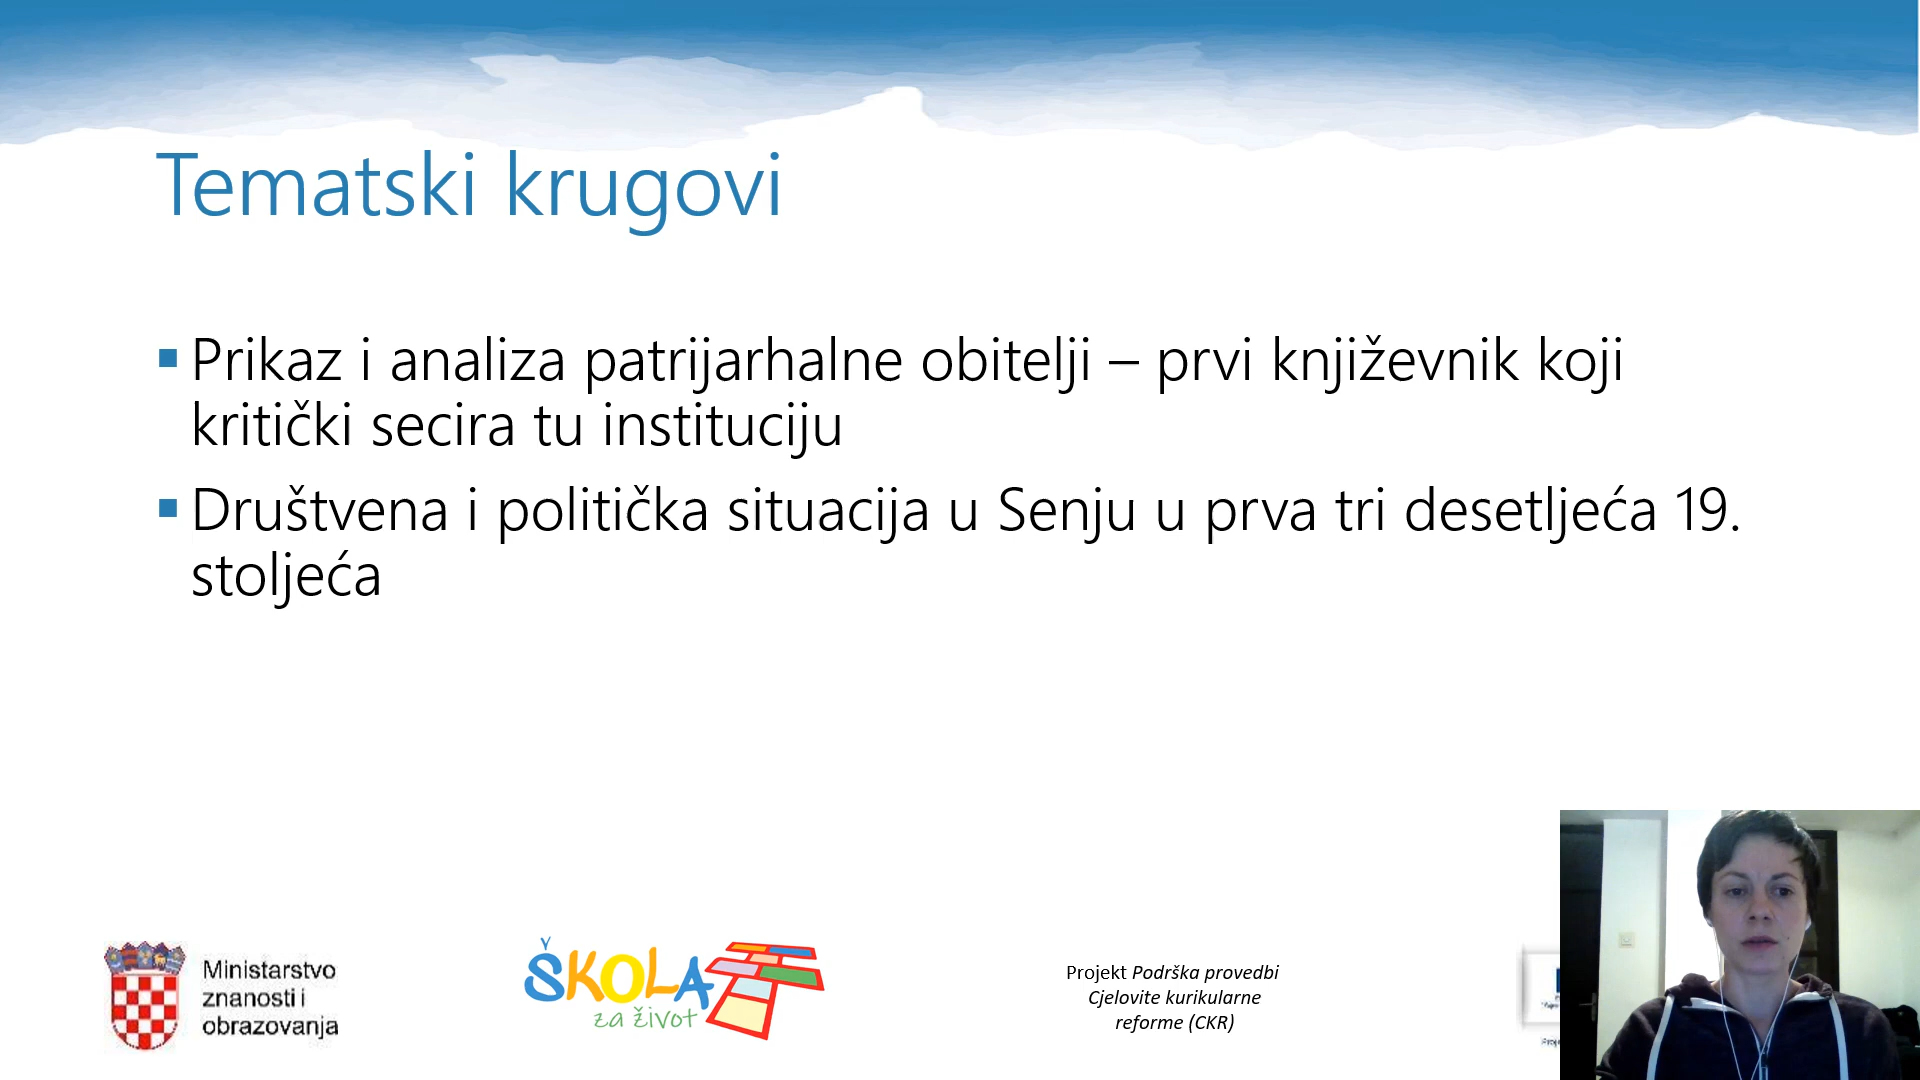 Tematski krugovi
Prikaz i analiza patrijarhalne obitelji – prvi književnik koji
kritički secira tu instituciju
Društvena i politička situacija u Senju u prva tri desetljeća 19.
stoljeća
Ministarstvo
znanosti i
obrazovanja
ŠKOLA
za život
Projekt Podrška provedbi
Cjelovite kurikularne
reforme (CKR)